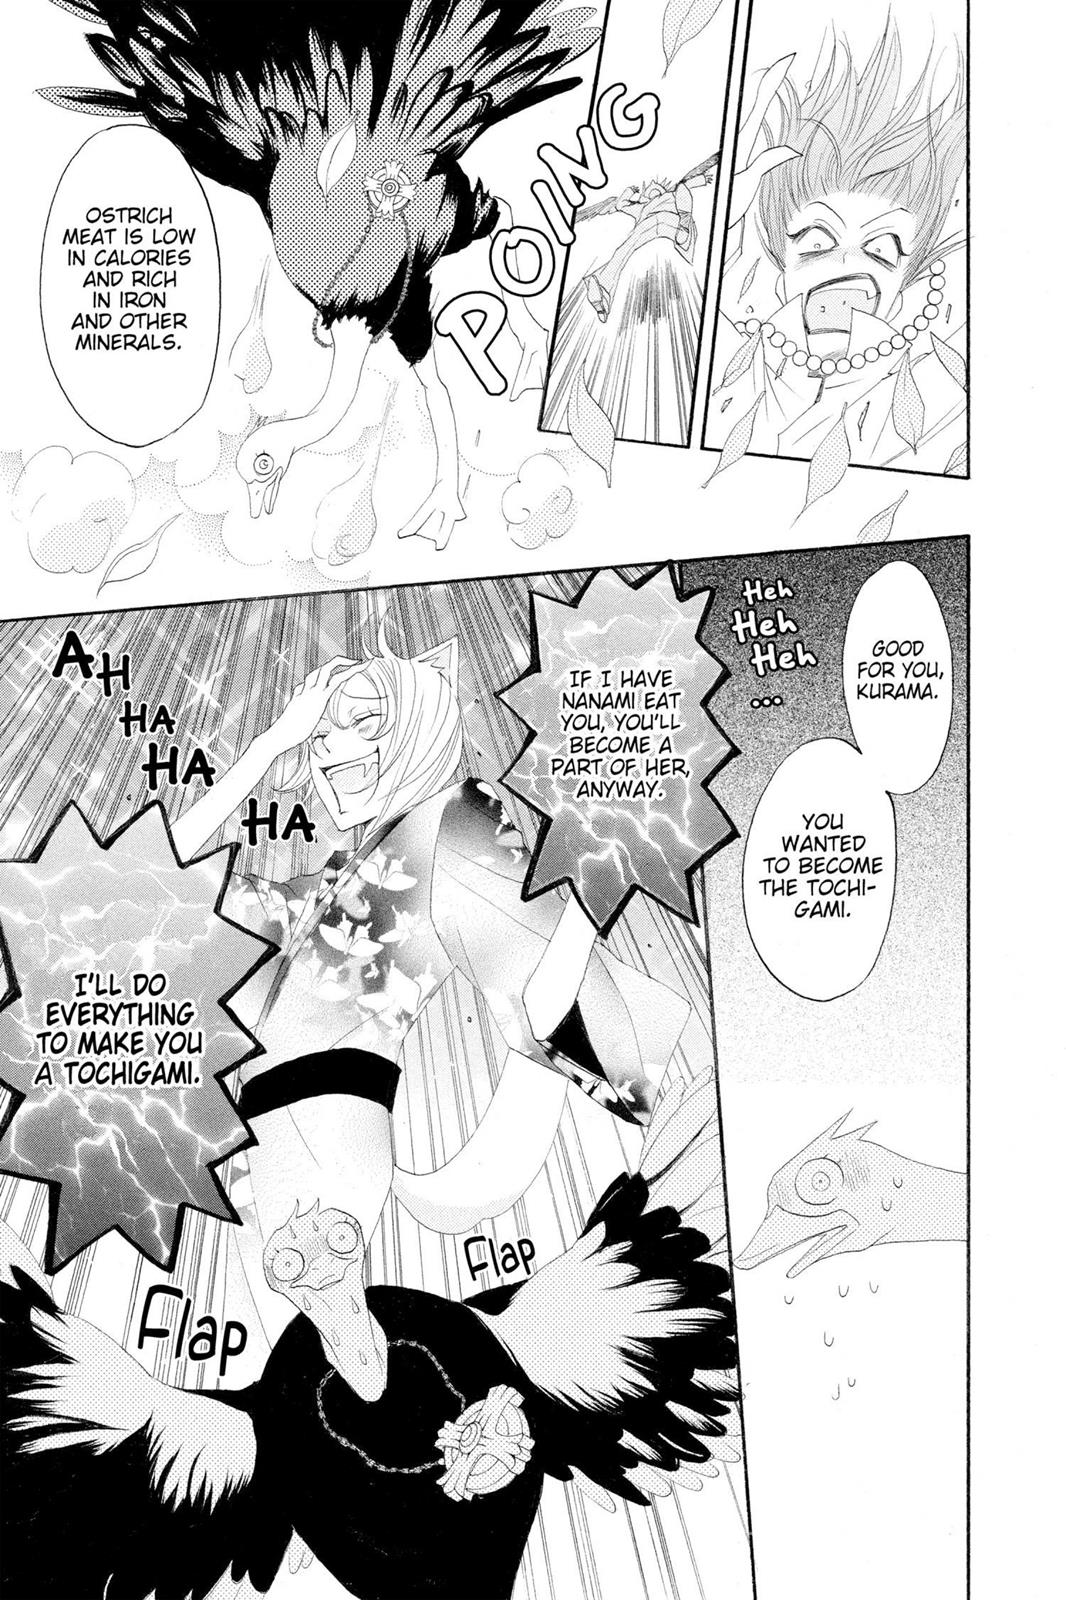 POING
OSTRICH
MEAT IS LOW
IN CALORIES
AND RICH
IN IRON
AND OTHER
MINERALS.
GOOD
FOR YOU,
KURAMA.
YOU
WANTED
TO BECOME
THE TOCHI-
GAMI.
Heh
Heh
Heh
...
IF I HAVE
NANAMI EAT
YOU, YOU'LL
BECOME A
PART OF HER,
ANYWAY.
AH
HA
HA
HA
I'LL DO
EVERYTHING
TO MAKE YOU
A TOCHIGAMI.
Flap
Flap